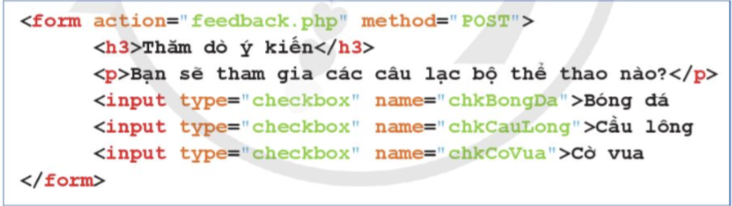 <form action="feedback.php" method="POST">
<h3>Thăm dò ý kiến</h3>
<p>Bạn sẽ tham gia các câu lạc bộ thể thao nào?</p>
<input type="checkbox" name="chkBongDa">Bóng đá
<input type="checkbox" name="chkCauLong">Cầu lông
<input type="checkbox" name="chkCoVua">Cờ vua
</form>